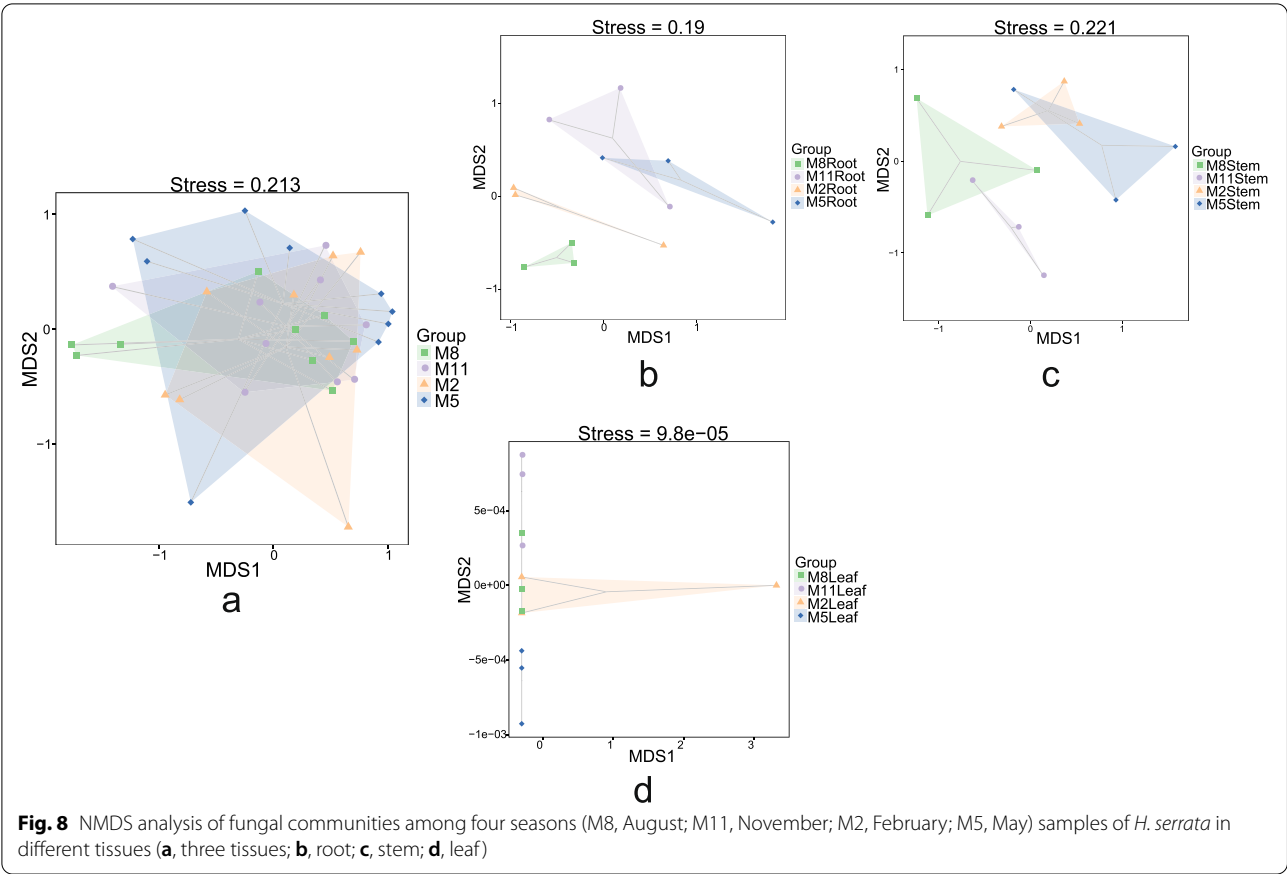 Stress = 0.213
1
0
−1
−1
0
1
MDS2
MDS1
Group
M8
M11
M2
M5
a
Stress = 0.19
1
0
−1
−1
0
1
MDS2
MDS1
Group
M8Root
M11Root
M2Root
M5Root
b
Stress = 0.221
1
0
−1
−1
0
1
MDS2
MDS1
Group
M8Stem
M11Stem
M2Stem
M5Stem
c
Stress = 9.8e−05
5e−04
0e+00
−5e−04
−1e−03
0
1
2
3
MDS2
MDS1
Group
M8Leaf
M11Leaf
M2Leaf
M5Leaf
d
Fig. 8 NMDS analysis of fungal communities among four seasons (M8, August; M11, November; M2, February; M5, May) samples of H. serrata in
different tissues (a, three tissues; b, root; c, stem; d, leaf)